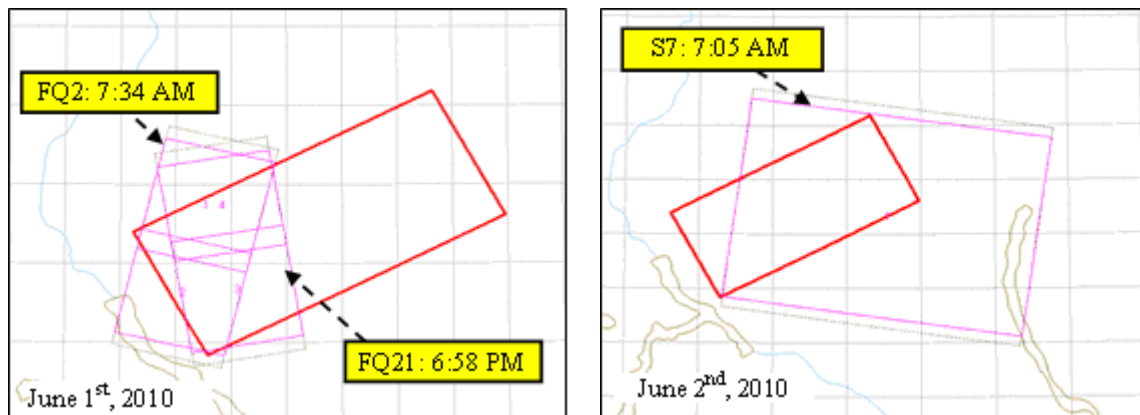 FQ2: 7:34 AM
FQ21: 6:58 PM
June 1st, 2010
S7: 7:05 AM
June 2nd, 2010